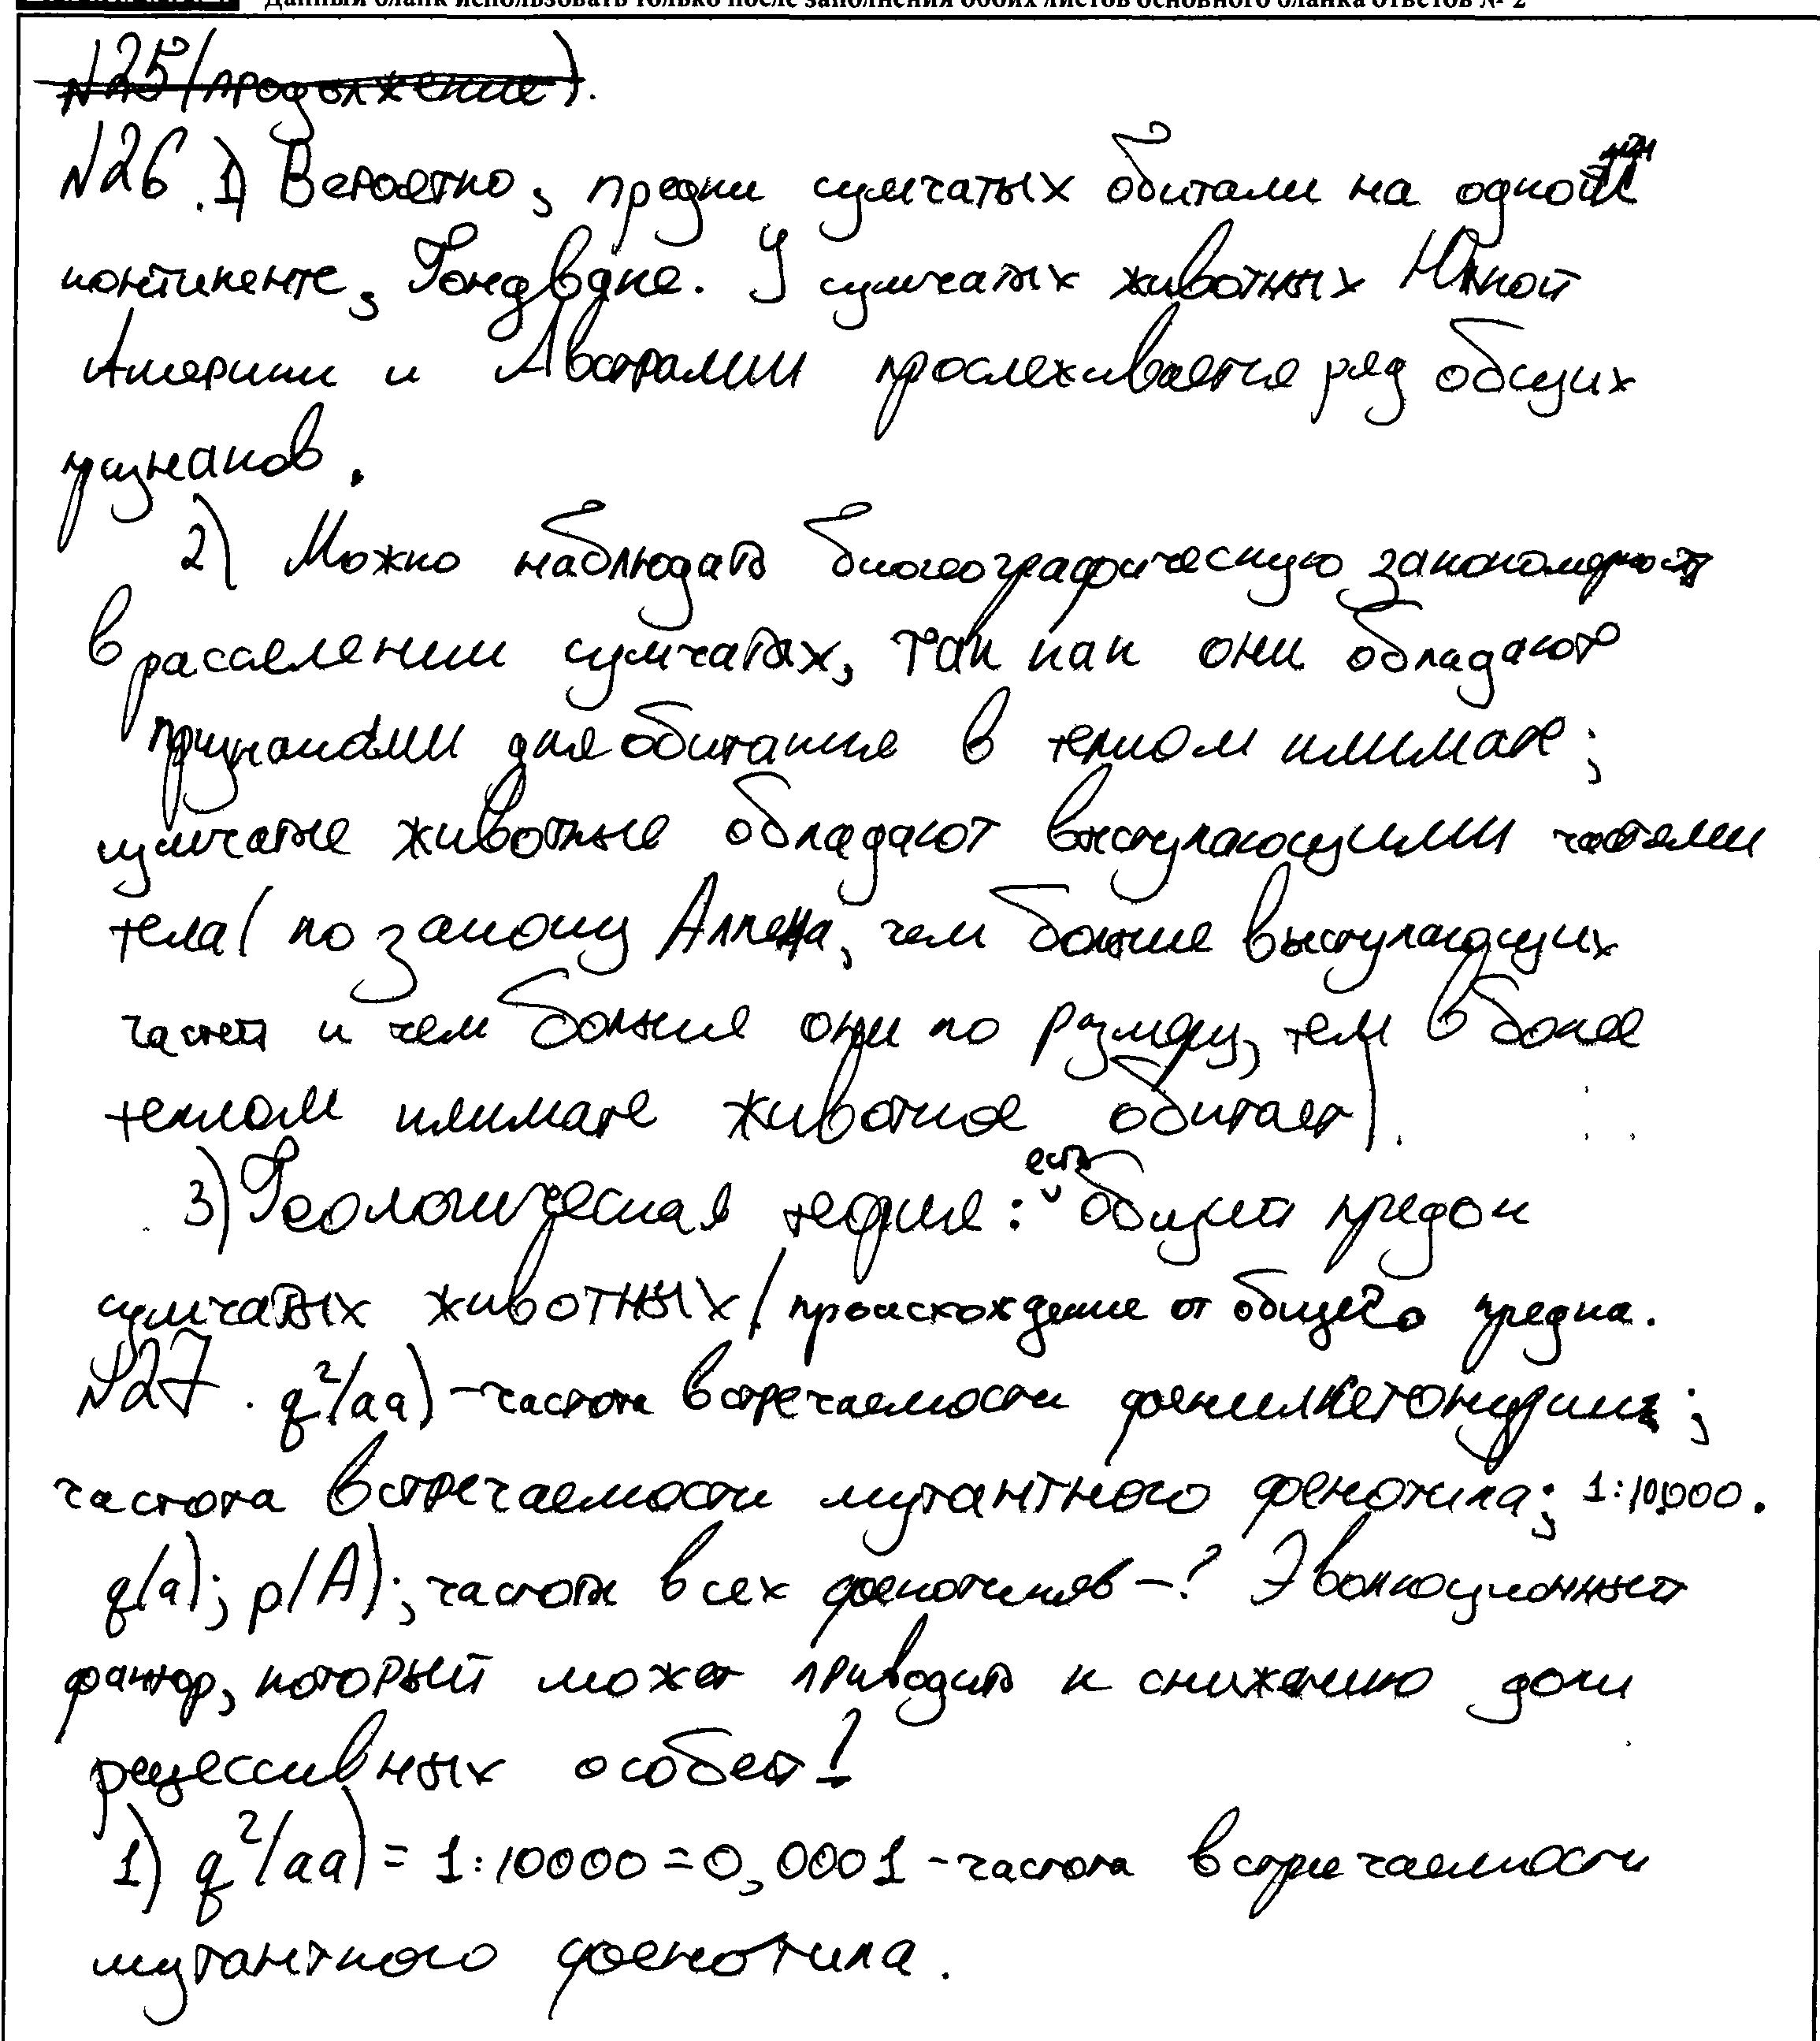 Данный бланк использовать только после заполнения обоих листов основного бланка ответов № 2
№25 (продолжение).
№26. 1) Вероятно, предки сумчатых обитали на одном
континенте, Гондване. У сумчатых животных Южной
Америки и Австралии прослеживается ряд общих
признаков.
2) Можно наблюдать биогеографическую закономерность
в расселении сумчатых, так как они обладают
признаками для обитания в теплом климате;
сумчатые животные обладают выступающими частями
тела (по закону Аллена, чем больше выступающих
частей и чем больше они по размеру, тем в более
теплом климате животное обитает).
3) Геологическая теория: есть общий предок
сумчатых животных / происхождение от общего предка.
№27. q²(aa) - частота встречаемости фенилкетонурии;
частота встречаемости мутантного фенотипа; 1:10000.
q(a); p(A); частоты всех фенотипов - ? Эволюционный
фактор, который может приводить к снижению доли
рецессивных особей?
1) q²(aa) = 1:10000 = 0,0001 - частота встречаемости
мутантного фенотипа.